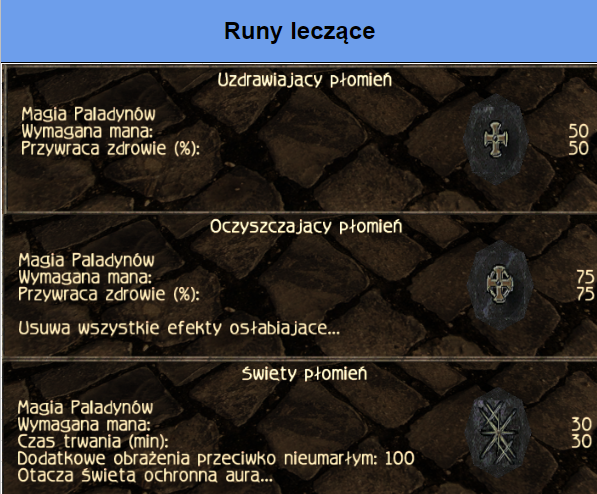 Runy leczące
Uzdrawiajacy płomień
Magia Paladynów
Wymagana mana: 50
Przywraca zdrowie (%): 50
Oczyszczający płomień
Magia Paladynów
Wymagana mana: 75
Przywraca zdrowie (%): 75
Usuwa wszystkie efekty osłabiajace...
Święty płomień
Magia Paladynów
Wymagana mana: 30
Czas trwania (min): 30
Dodatkowe obrażenia przeciwko nieumarłym: 100
Otacza świeta ochronna aura...